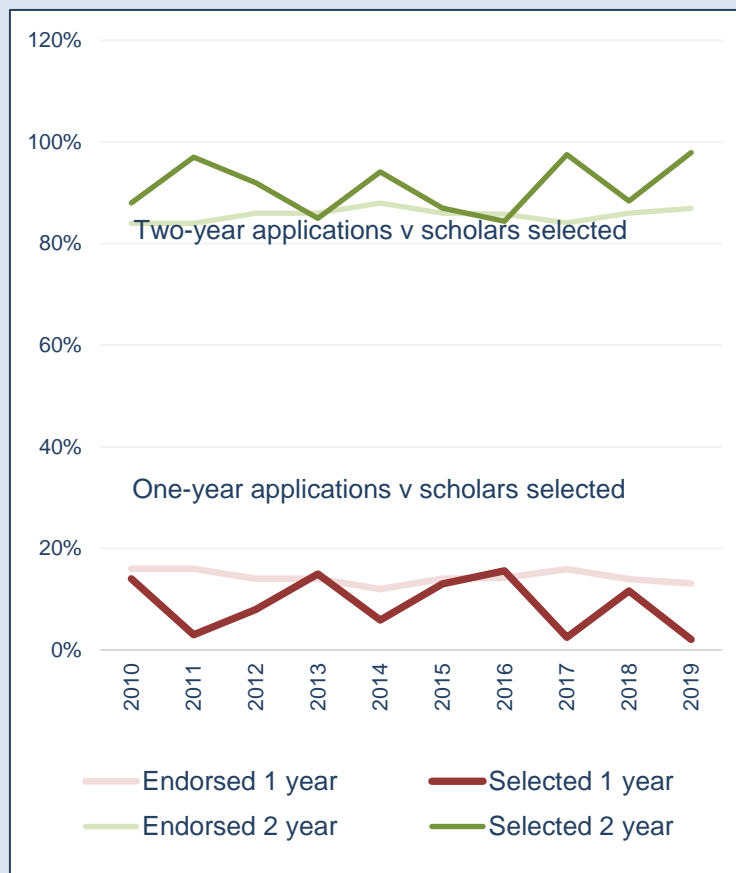 120%
100%
80%
60%
40%
20%
0%
Two-year applications v scholars selected
One-year applications v scholars selected
2010 2011 2012 2013 2014 2015 2016 2017 2018 2019
Endorsed 1 year Selected 1 year
Endorsed 2 year Selected 2 year